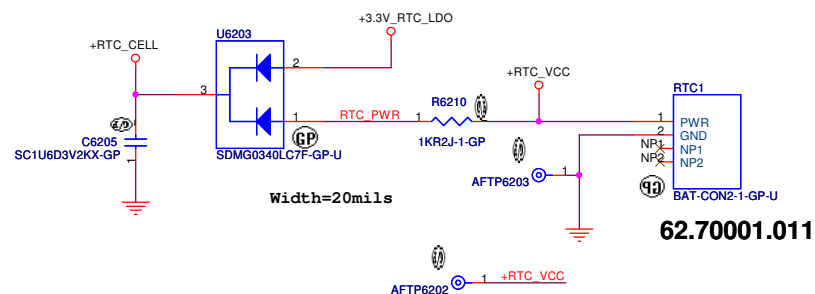 U6203
+3.3V_RTC_LDO
+RTC_CELL
2
3
+RTC_VCC
RTC1
1
RTC_PWR
1
R6210
GP
1
PWR
2
GND
NP1
NP1
NP2
NP2
C6205
SC1U6D3V2KX-GP
1
SDMG0340LC7F-GP-U
1KR2J-1-GP
AFTP6203
1
GP
BAT-CON2-1-GP-U
Width=20mils
62.70001.011
AFTP6202
1
+RTC_VCC